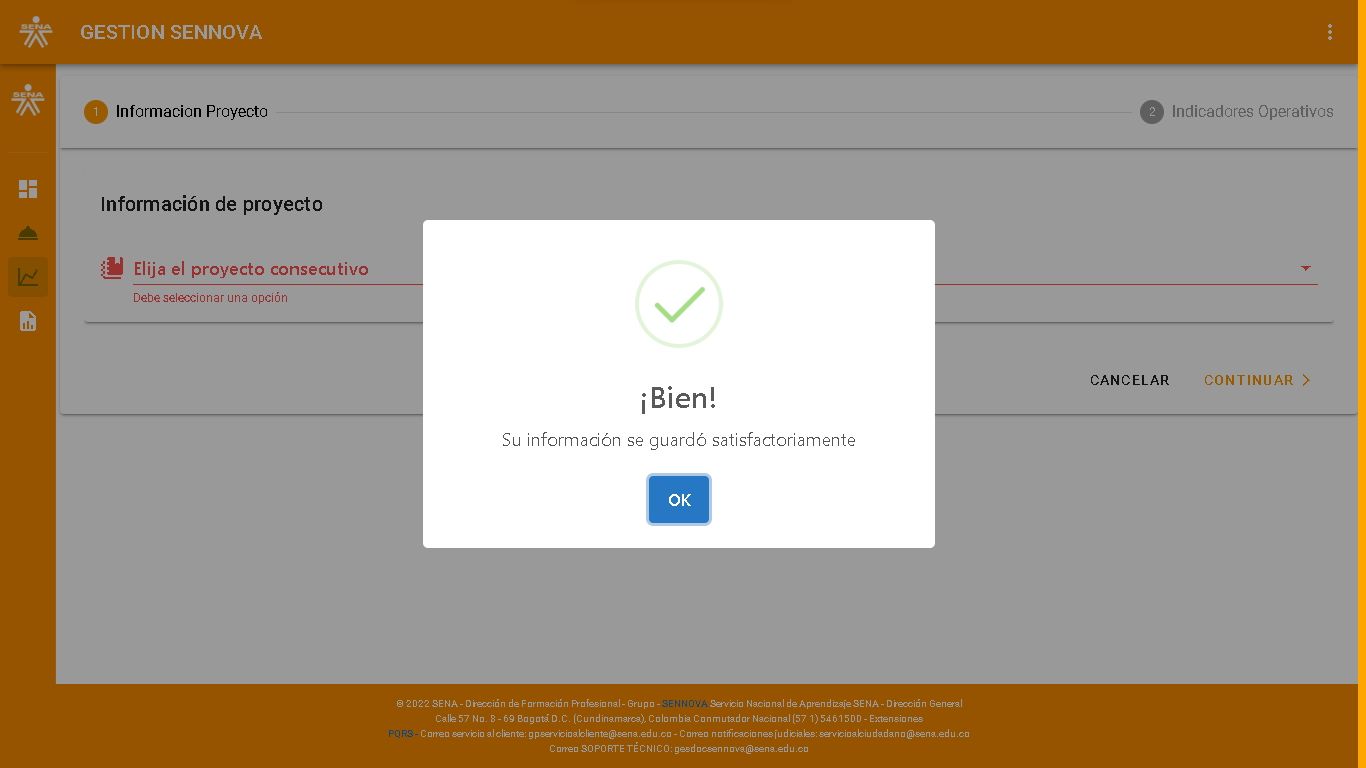 SENA
GESTION SENNOVA
SENA
1 Informacion Proyecto
2 Indicadores Operativos
Información de proyecto
Elija el proyecto consecutivo
Debe seleccionar una opción
¡Bien!
Su información se guardó satisfactoriamente
OK
CANCELAR
CONTINUAR
© 2022 SENA - Dirección de Formación Profesional - Grupo - SENNOVA Servicio Nacional de Aprendizaje SENA - Dirección General
Calle 57 No. 8 - 69 Bogotá D.C. (Cundinamarca), Colombia Conmutador Nacional (57 1) 5461500 - Extensiones
PQRS - Correo servicio al cliente: gpservicioalcliente@sena.edu.co - Correo notificaciones judiciales: servicioalciudadano@sena.edu.co
Correo SOPORTE TÉCNICO: gesdocsennova@sena.edu.co